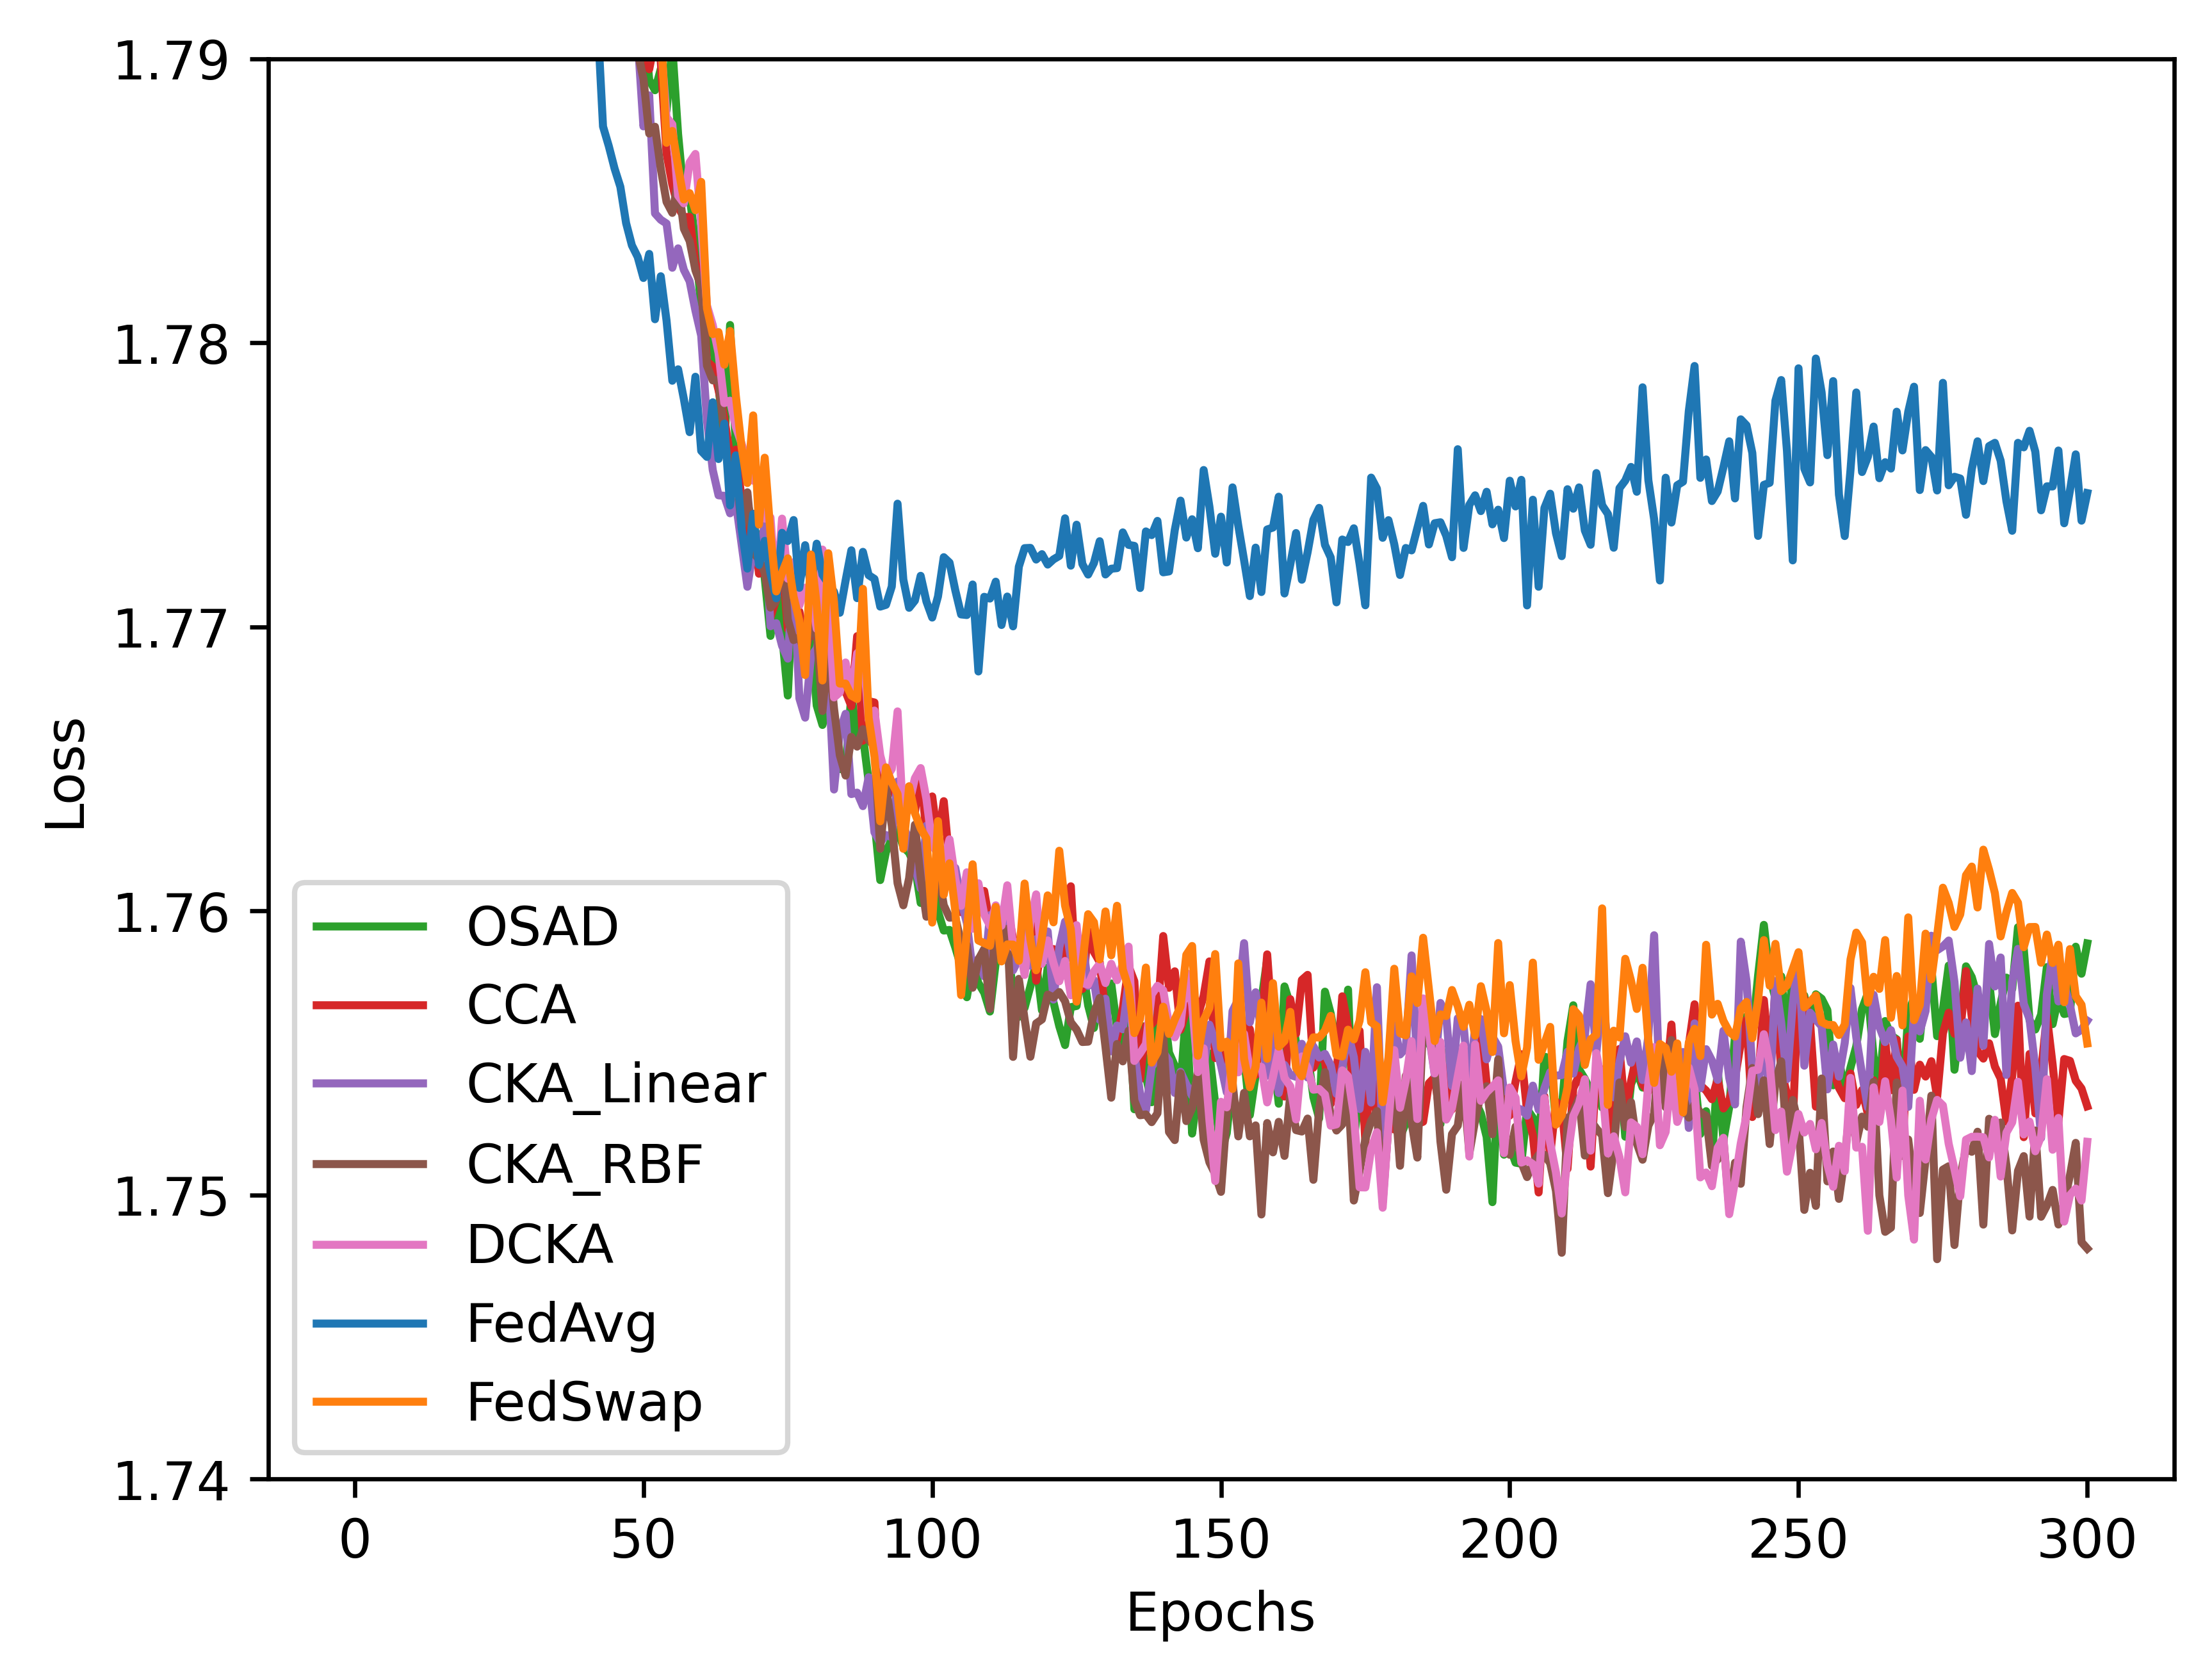 1.79
1.78
1.77
1.76
1.75
1.74
Loss
OSAD
CCA
CKA_Linear
CKA_RBF
DCKA
FedAvg
FedSwap
0 50 100 150 200 250 300
Epochs